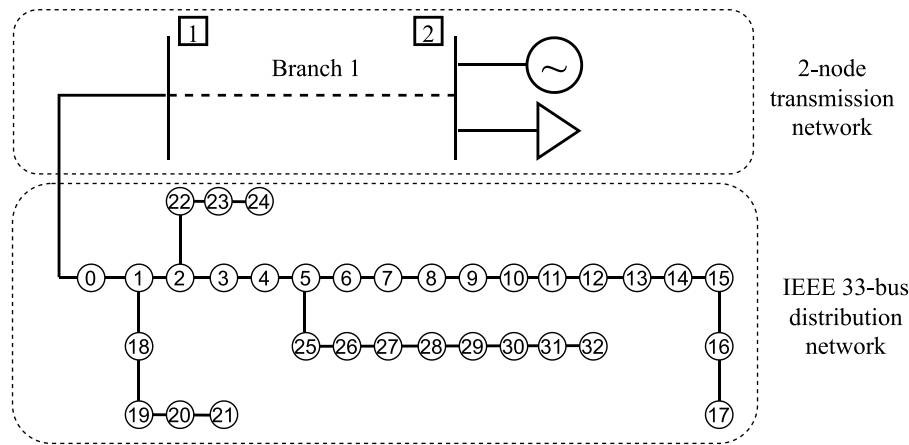 1
2
Branch 1
~
2-node
transmission
network
22 23 24
0 1 2 3 4 5 6 7 8 9 10 11 12 13 14 15
IEEE 33-bus
distribution
network
18
25 26 27 28 29 30 31 32
16
19 20 21
17